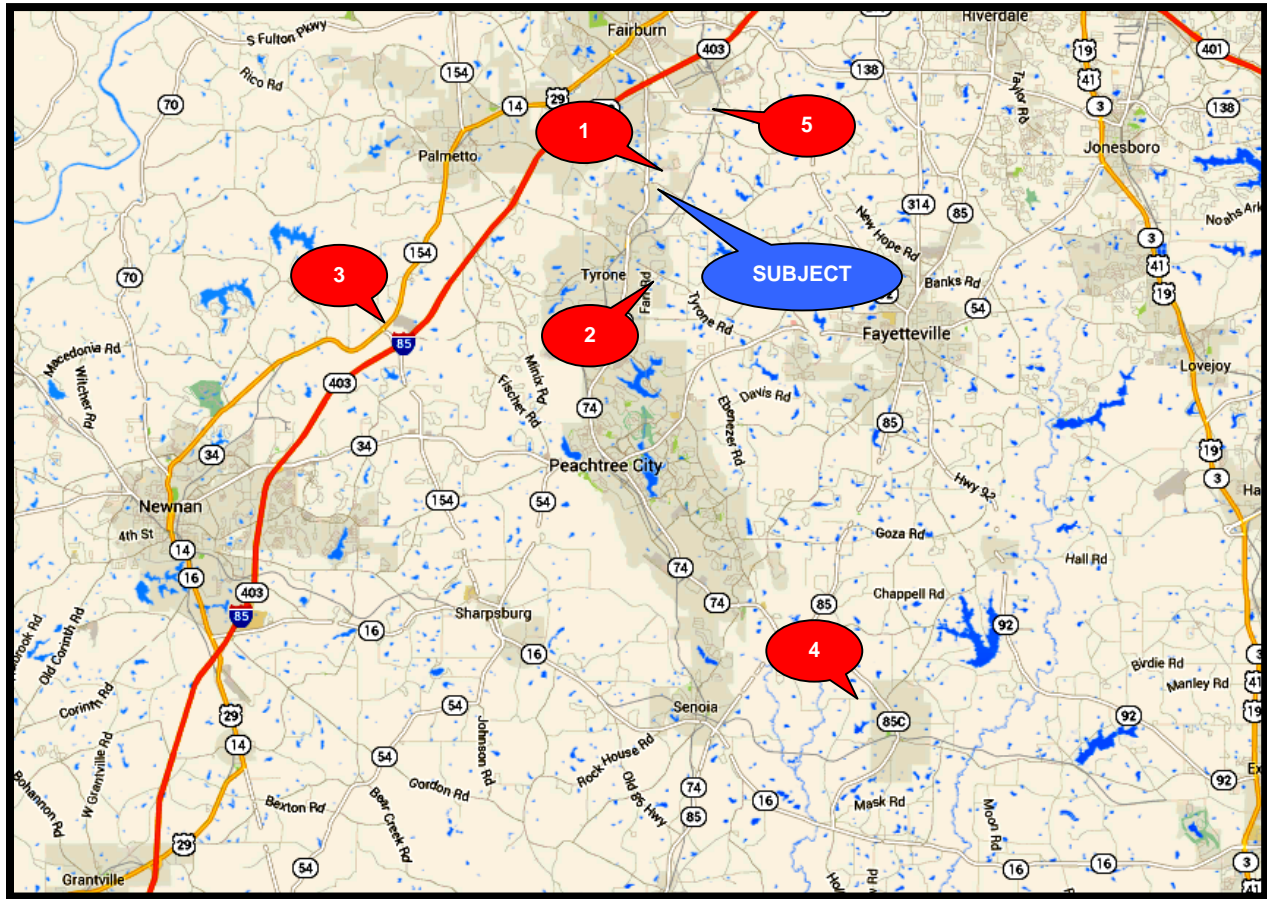 Riverdale
Fairburn
S Fulton Pkwy
403
19
401
154
138
41
Rico Rd
Taylor Rd
70
14
29
3
138
1
5
Jonesboro
Palmetto
314
85
New Hope Rd
Noahs Ark
3
154
70
3
Tyrone
SUBJECT
41
Banks Rd
54
19
Farr Rd
Tyrone Rd
2
Fayetteville
85
Macedonia Rd
Witcher Rd
403
Minix Rd
Fischer Rd
Lovejoy
Davis Rd
74
Ebenezer Rd
85
34
34
19
Peachtree City
3
Newnan
154
54
Hwy 92
Ha
4th St
Goza Rd
14
Hall Rd
16
74
403
74
85
Chappell Rd
85
Sharpsburg
92
16
16
4
3
Old Corinth Rd
Birdie Rd
Manley Rd
41
Corinth Rd
54
Senoia
19
29
85C
92
14
Johnson Rd
Rock House Rd
54
W Grantville Rd
Bohannon Rd
Gordon Rd
Old 85 Hwy
74
92
Ex
Bexton Rd
Bear Creek Rd
16
Mask Rd
85
Moon Rd
29
54
16
16
3
Grantville
41